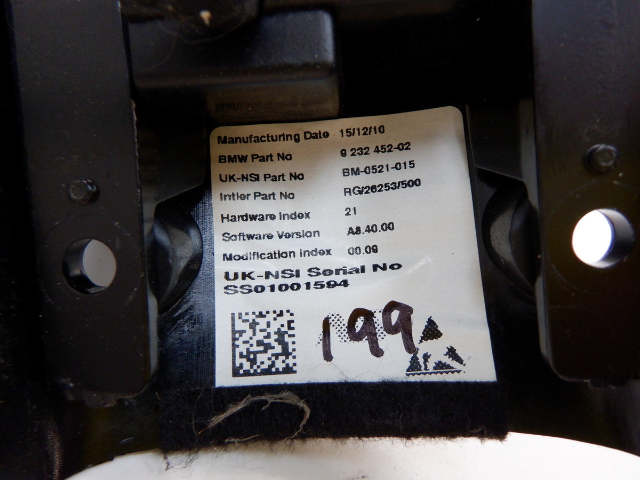 Manufacturing Date 15/12/10
BMW Part No 9 232 452-02
UK-NSI Part No BM-0521-015
Intier Part No RG/26253/500
Hardware Index 21
Software Version A8.40.00
Modification Index 00.09
UK-NSI Serial No
SS01001594
199